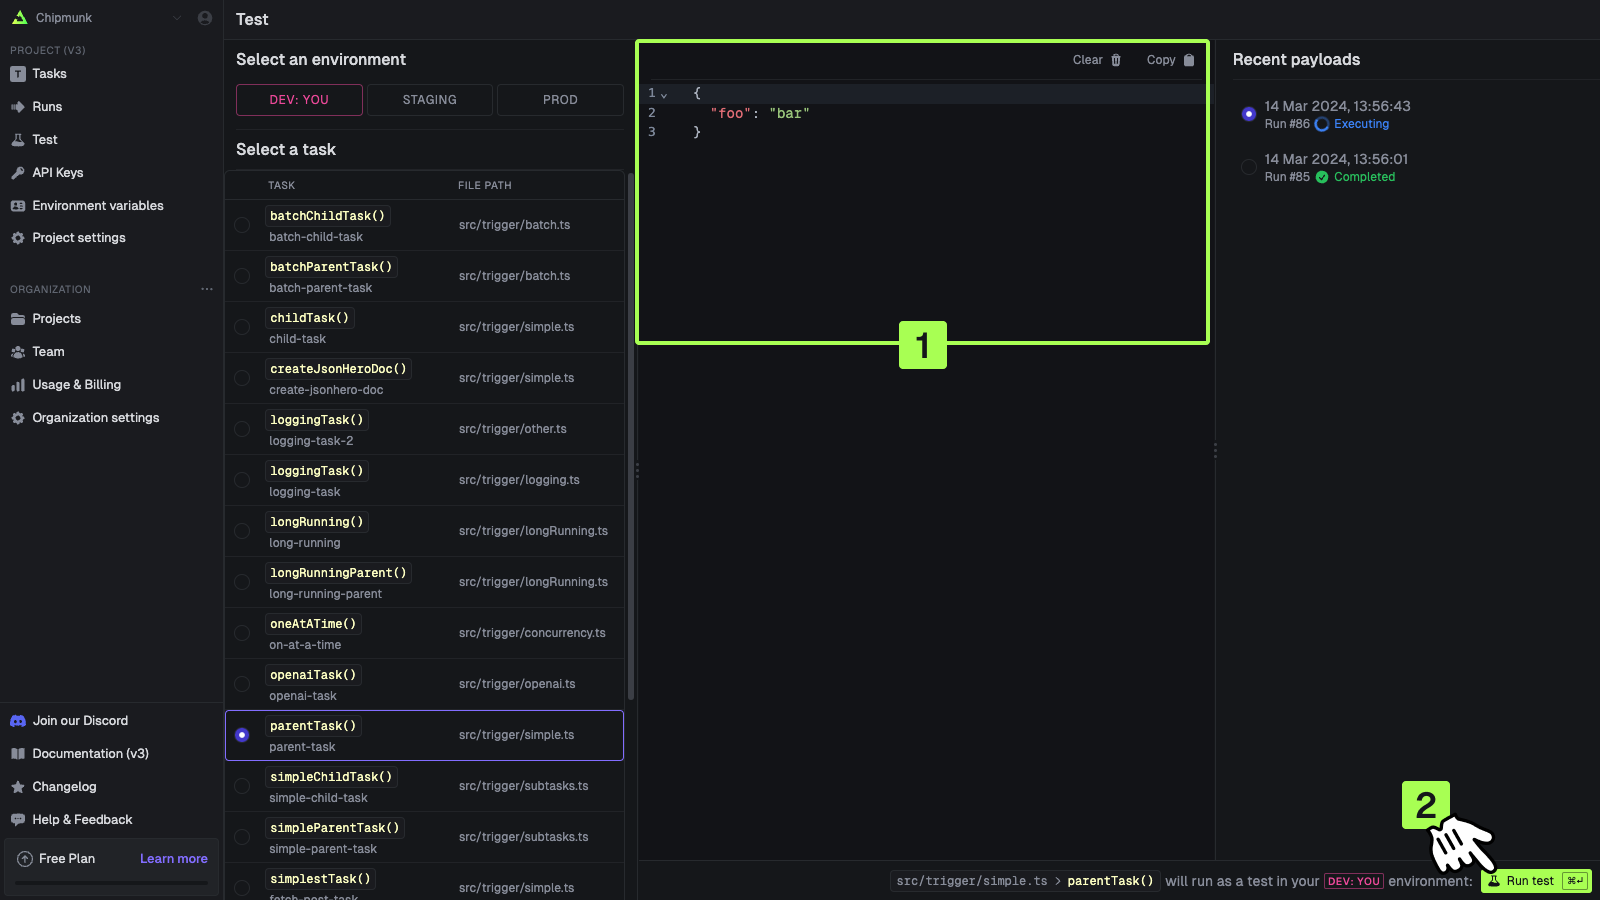 Chipmunk
PROJECT (V3)
Tasks
Runs
Test
API Keys
Environment variables
Project settings
ORGANIZATION
Projects
Team
Usage & Billing
Organization settings
Join our Discord
Documentation (v3)
Changelog
Help & Feedback
Free Plan Learn more
Test
Select an environment
DEV: YOU STAGING PROD
Select a task
TASK FILE PATH
batchChildTask()
batch-child-task src/trigger/batch.ts
batchParentTask()
batch-parent-task src/trigger/batch.ts
childTask()
child-task src/trigger/simple.ts
createJsonHeroDoc()
create-jsonhero-doc src/trigger/simple.ts
loggingTask()
logging-task-2 src/trigger/other.ts
loggingTask()
logging-task src/trigger/logging.ts
longRunning()
long-running src/trigger/longRunning.ts
longRunningParent()
long-running-parent src/trigger/longRunning.ts
oneAtATime()
on-at-a-time src/trigger/concurrency.ts
openaiTask()
openai-task src/trigger/openai.ts
parentTask()
parent-task src/trigger/simple.ts
simpleChildTask()
simple-child-task src/trigger/subtasks.ts
simpleParentTask()
simple-parent-task src/trigger/subtasks.ts
simplestTask()
fetch-post-task src/trigger/simple.ts
Clear Copy
1 {
2 "foo": "bar"
3 }
1
Recent payloads
14 Mar 2024, 13:56:43
Run #86 Executing
14 Mar 2024, 13:56:01
Run #85 Completed
2
src/trigger/simple.ts > parentTask() will run as a test in your DEV: YOU environment: Run test ⌘↵